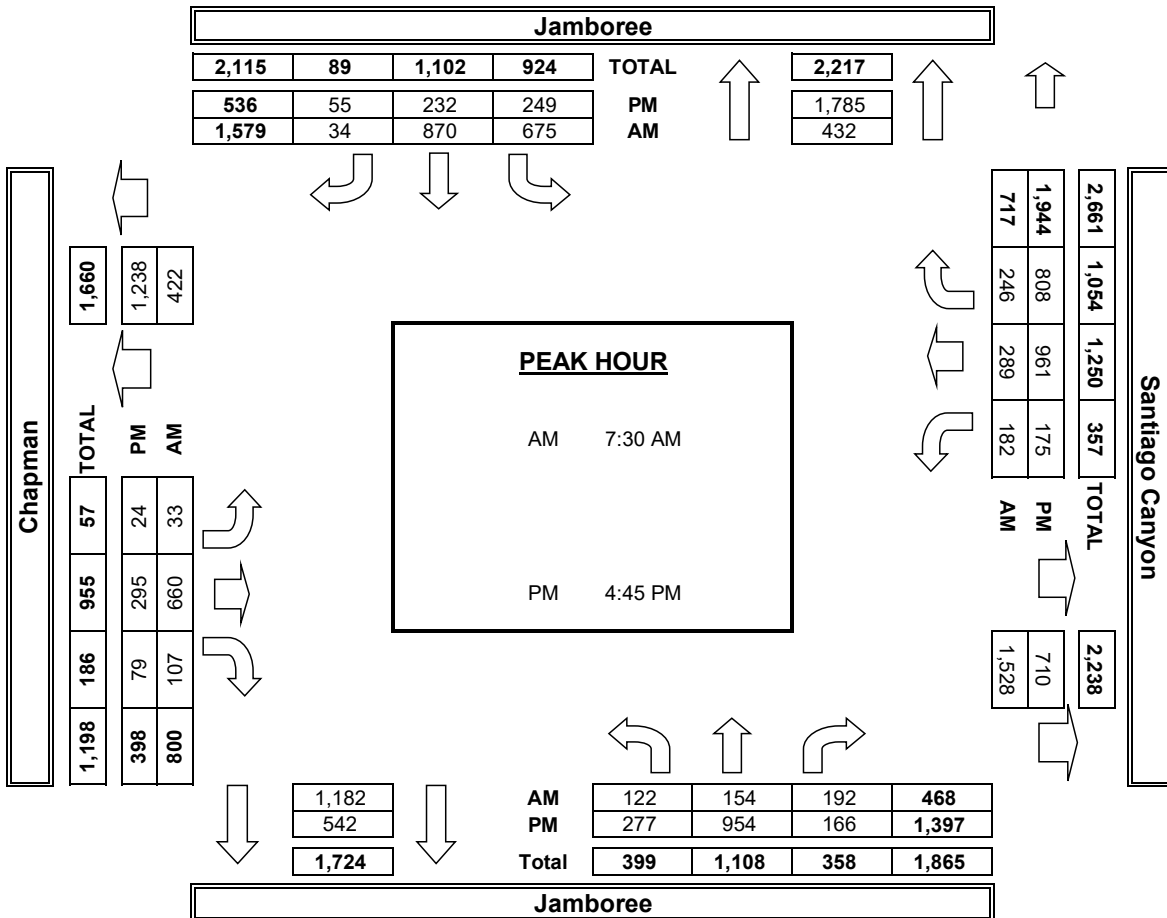 Jamboree
2,115 89 1,102 924 TOTAL 2,217
536 55 232 249 PM 1,785
1,579 34 870 675 AM 432
Chapman
1,660 1,238 422
TOTAL PM AM
57 24 33
955 295 660
186 79 107
1,198 398 800
PEAK HOUR
AM 7:30 AM
PM 4:45 PM
717 1,944 2,661
246 808 1,054
289 961 1,250
182 175 357
AM PM TOTAL
1,528 710 2,238
Santiago Canyon
1,182 AM 122 154 192 468
542 PM 277 954 166 1,397
1,724 Total 399 1,108 358 1,865
Jamboree